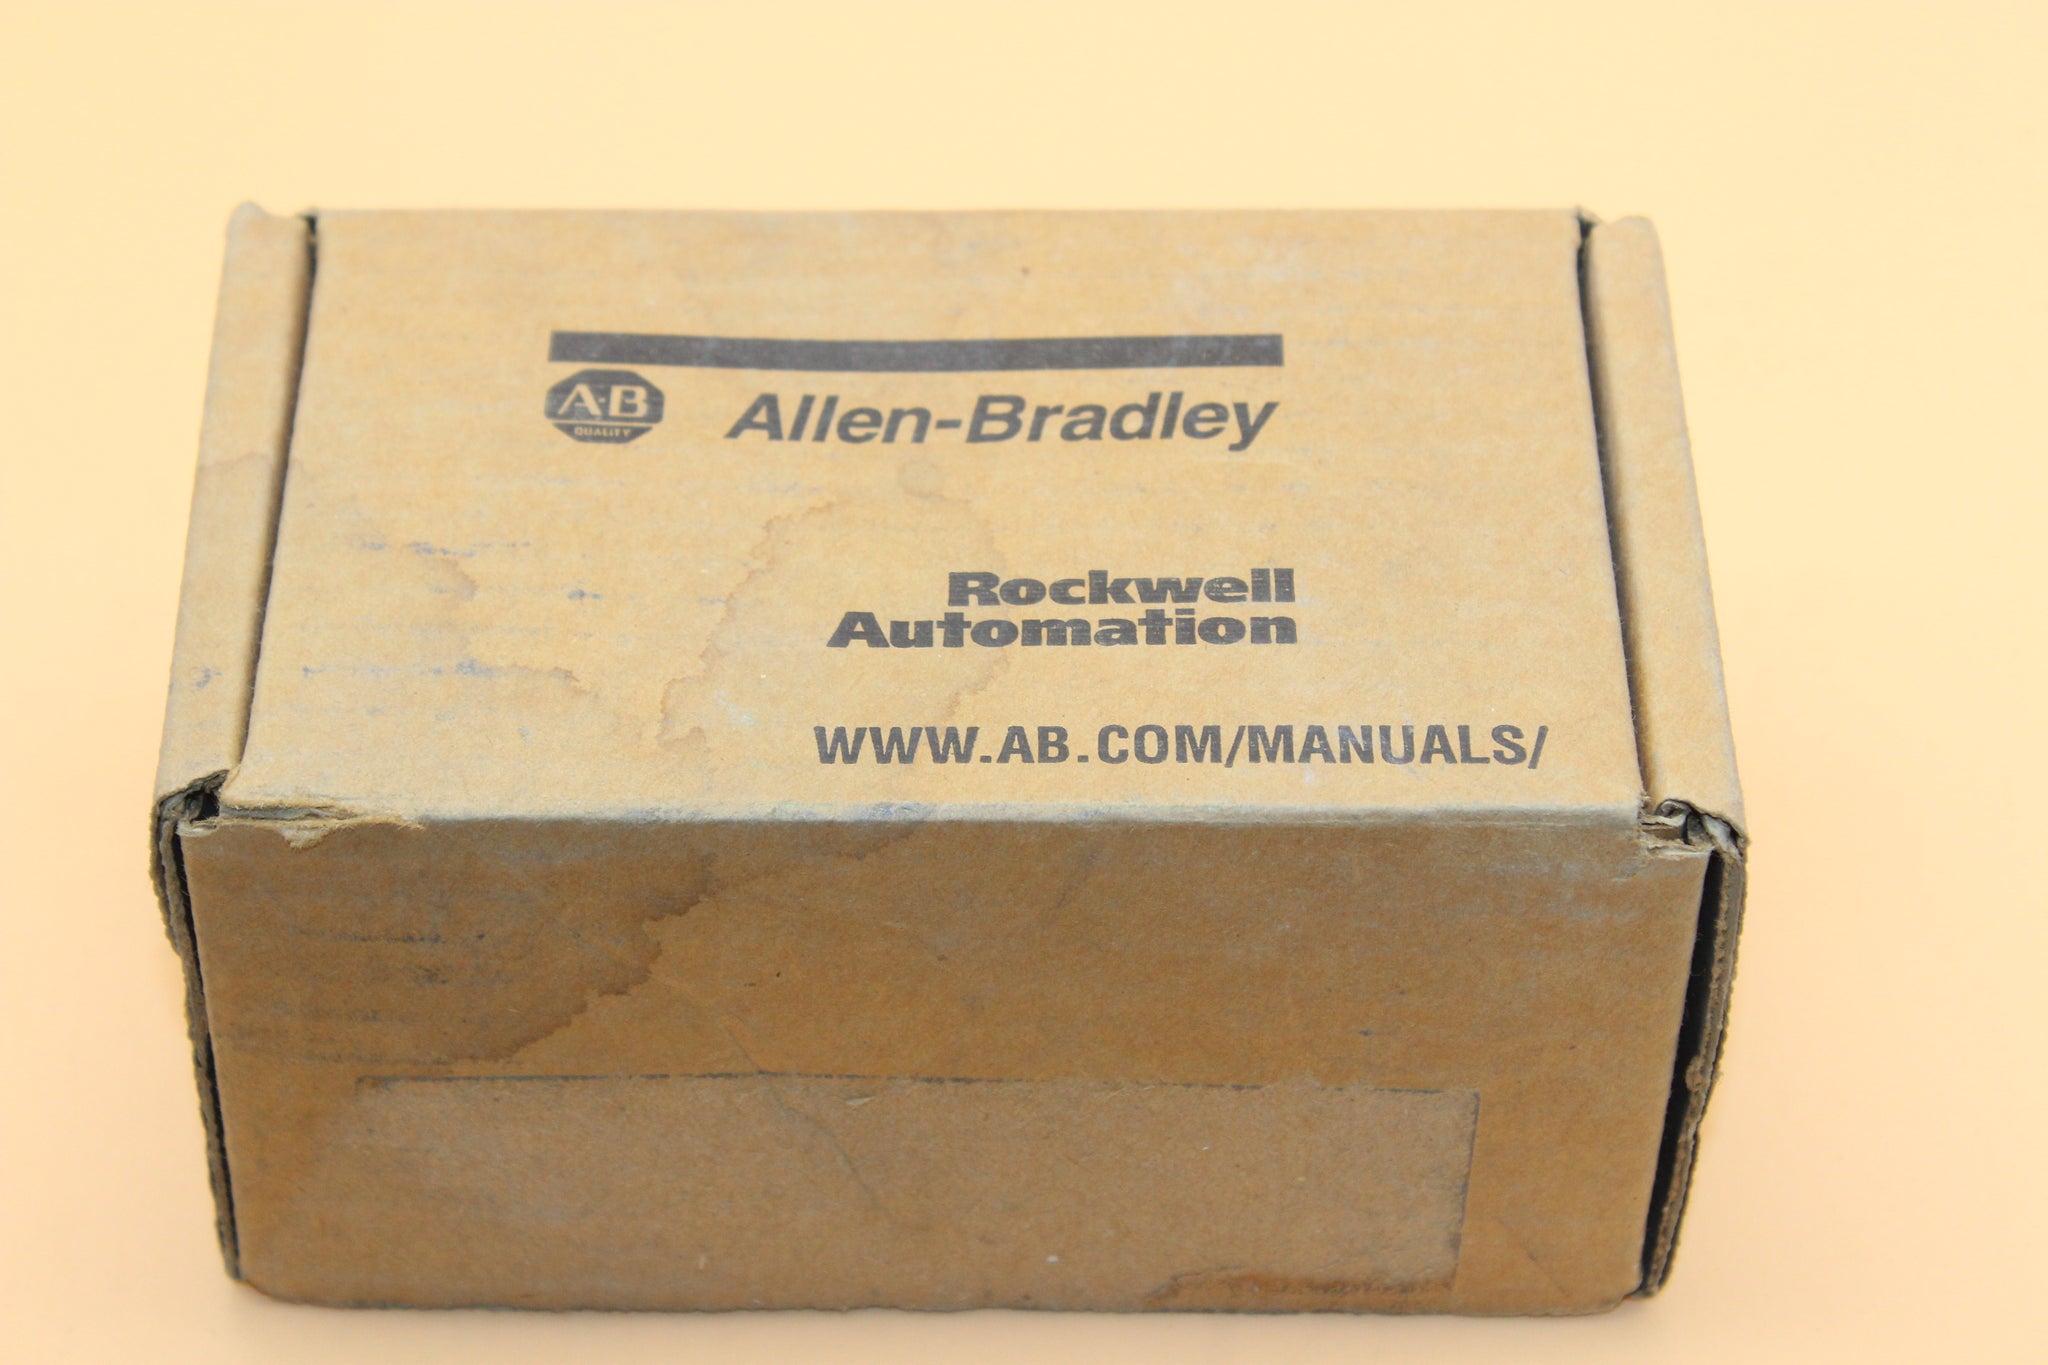 A-B
QUALITY
Allen-Bradley
Rockwell
Automation
WWW.AB.COM/MANUALS/